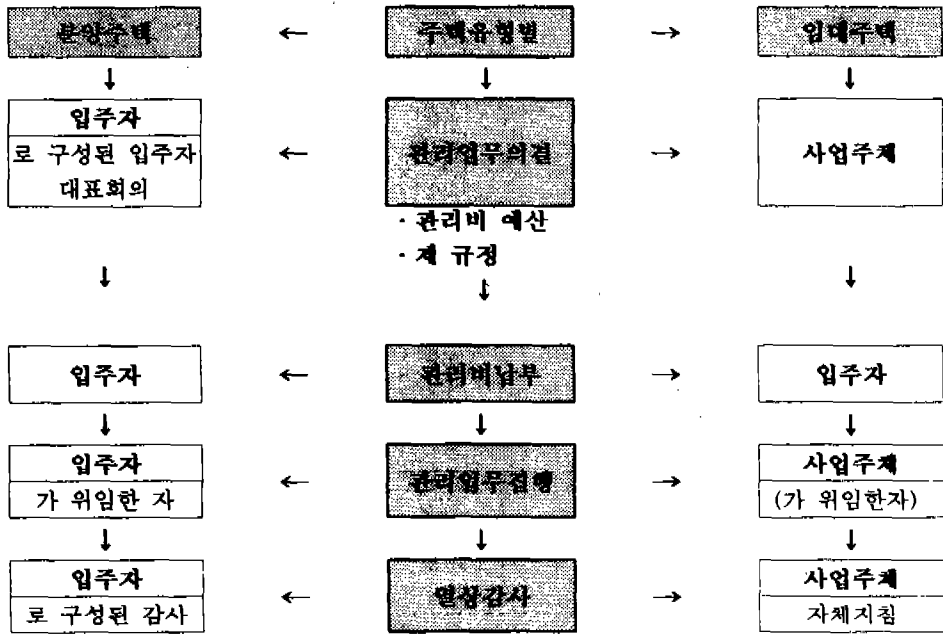 분양주택 ← 주택유형별 → 임대주택
↓ ↓ ↓
입주자
로 구성된 입주자
대표회의
← 관리업무의결 → 사업주체
· 관리비 예산
· 제 규정
↓ ↓ ↓
입주자 ← 관리비납부 → 입주자
↓ ↓ ↓
입주자
가 위임한 자
← 관리업무집행 →
사업주체
(가 위임한자)
↓ ↓ ↓
입주자
로 구성된 감사
← 감사 →
사업주체
자체지침